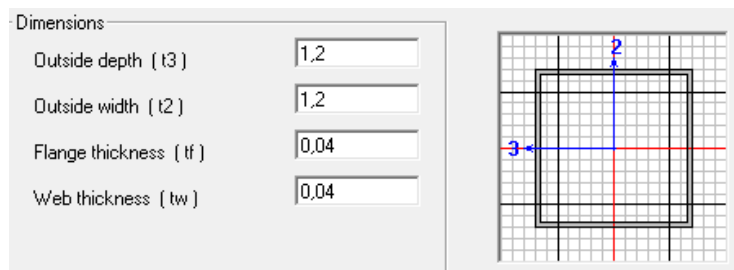 Dimensions
Outside depth ( t3 ) 1,2
Outside width ( t2 ) 1,2
Flange thickness ( tf ) 0,04
Web thickness ( tw ) 0,04
2
3